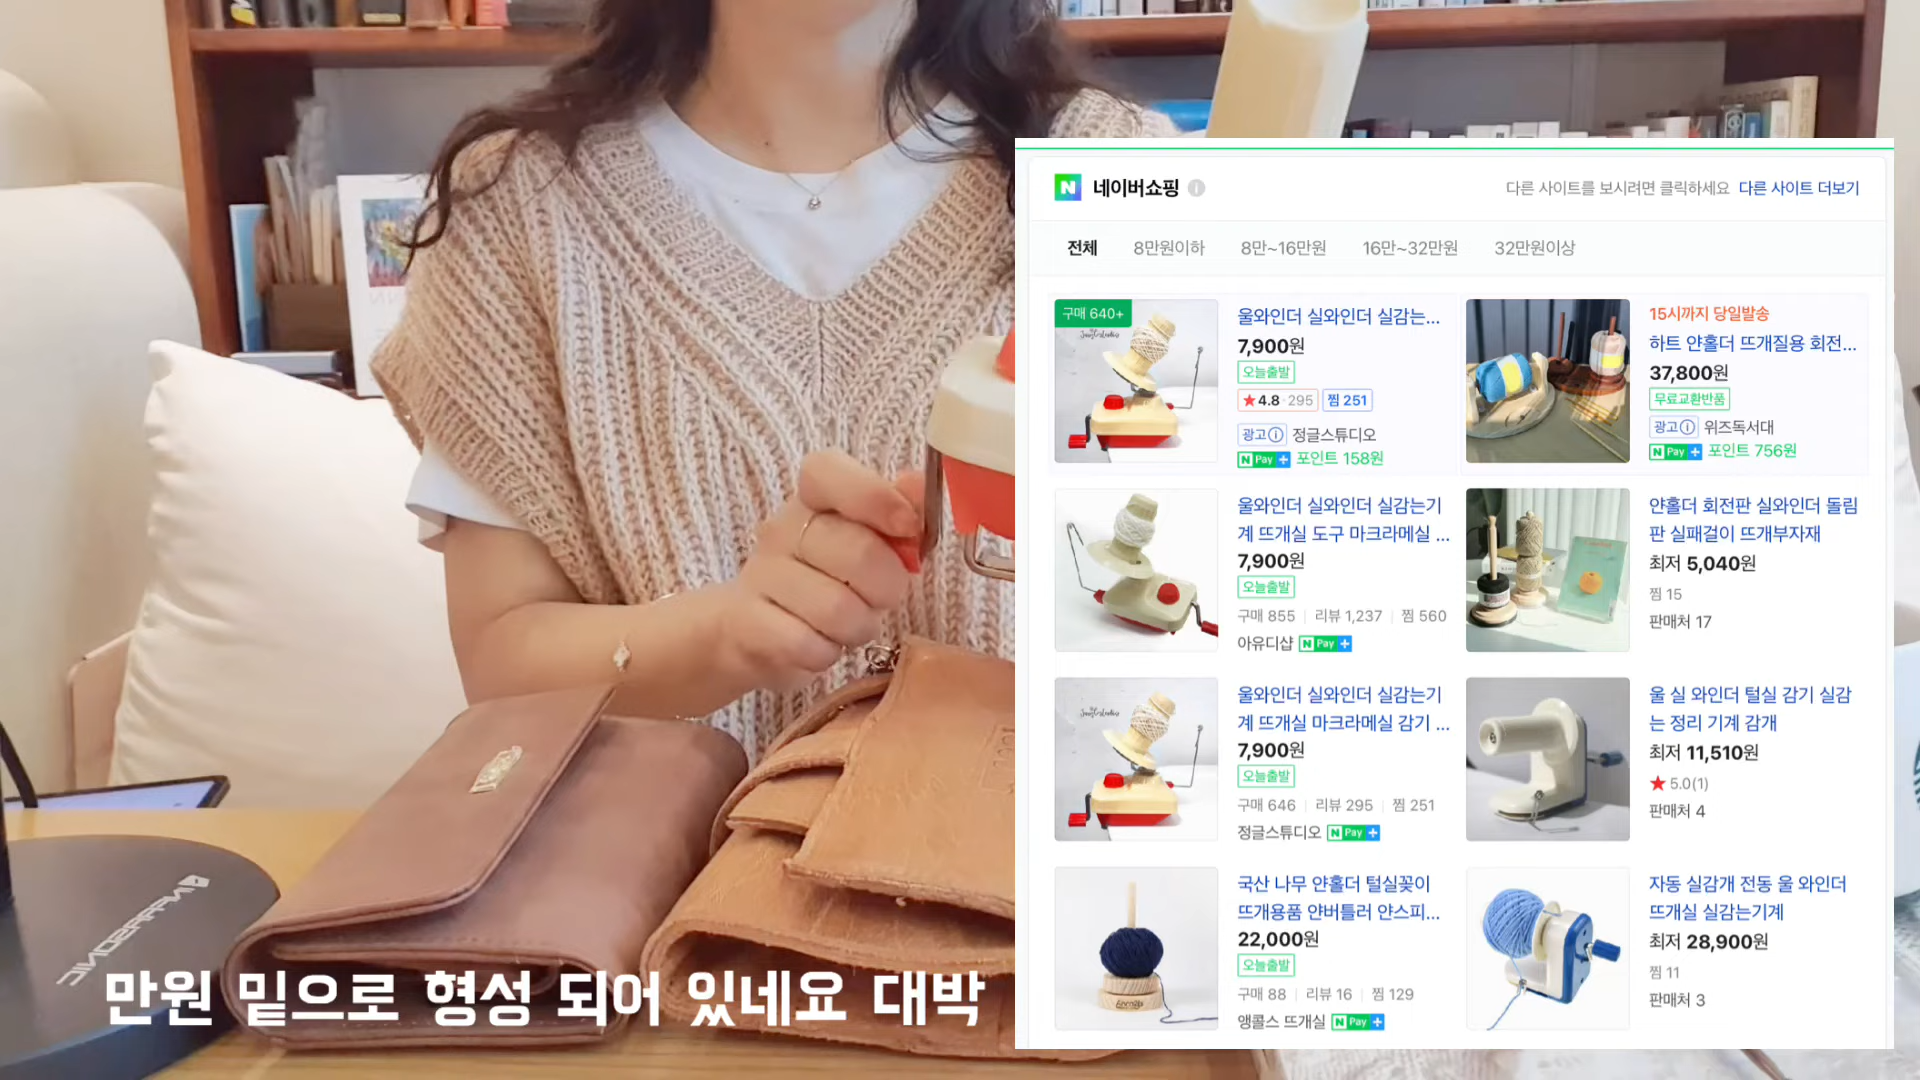 네이버쇼핑
다른 사이트를 보시려면 클릭하세요 다른 사이트 더보기
전체 8만원이하 8만~16만원 16만~32만원 32만원이상
구매 640+
울와인더 실와인더 실감는...
7,900원
오늘출발
★4.8·295 찜 251
광고 정글스튜디오
N Pay + 포인트 158원
15시까지 당일발송
하트 얀홀더 뜨개질용 회전...
37,800원
무료교환반품
광고 위즈독서대
N Pay + 포인트 756원
울와인더 실와인더 실감는기
계 뜨개실 도구 마크라메실 ...
7,900원
오늘출발
구매 855 | 리뷰 1,237 | 찜 560
아유디샵 N Pay +
얀홀더 회전판 실와인더 돌림
판 실패걸이 뜨개부자재
최저 5,040원
찜 15
판매처 17
울와인더 실와인더 실감는기
계 뜨개실 마크라메실 감기 ...
7,900원
오늘출발
구매 646 | 리뷰 295 | 찜 251
정글스튜디오 N Pay +
울 실 와인더 털실 감기 실감
는 정리 기계 감개
최저 11,510원
★ 5.0(1)
판매처 4
국산 나무 얀홀더 털실꽂이
뜨개용품 얀버틀러 얀스피...
22,000원
오늘출발
구매 88 | 리뷰 16 | 찜 129
앵콜스 뜨개실 N Pay +
자동 실감개 전동 울 와인더
뜨개실 실감는기계
최저 28,900원
찜 11
판매처 3
만원 밑으로 형성 되어 있네요 대박